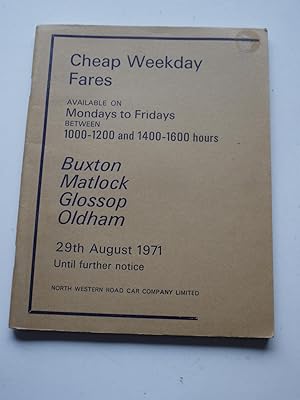 Cheap Weekday
Fares
AVAILABLE ON
Mondays to Fridays
BETWEEN
1000-1200 and 1400-1600 hours
Buxton
Matlock
Glossop
Oldham
29th August 1971
Until further notice
NORTH WESTERN ROAD CAR COMPANY LIMITED